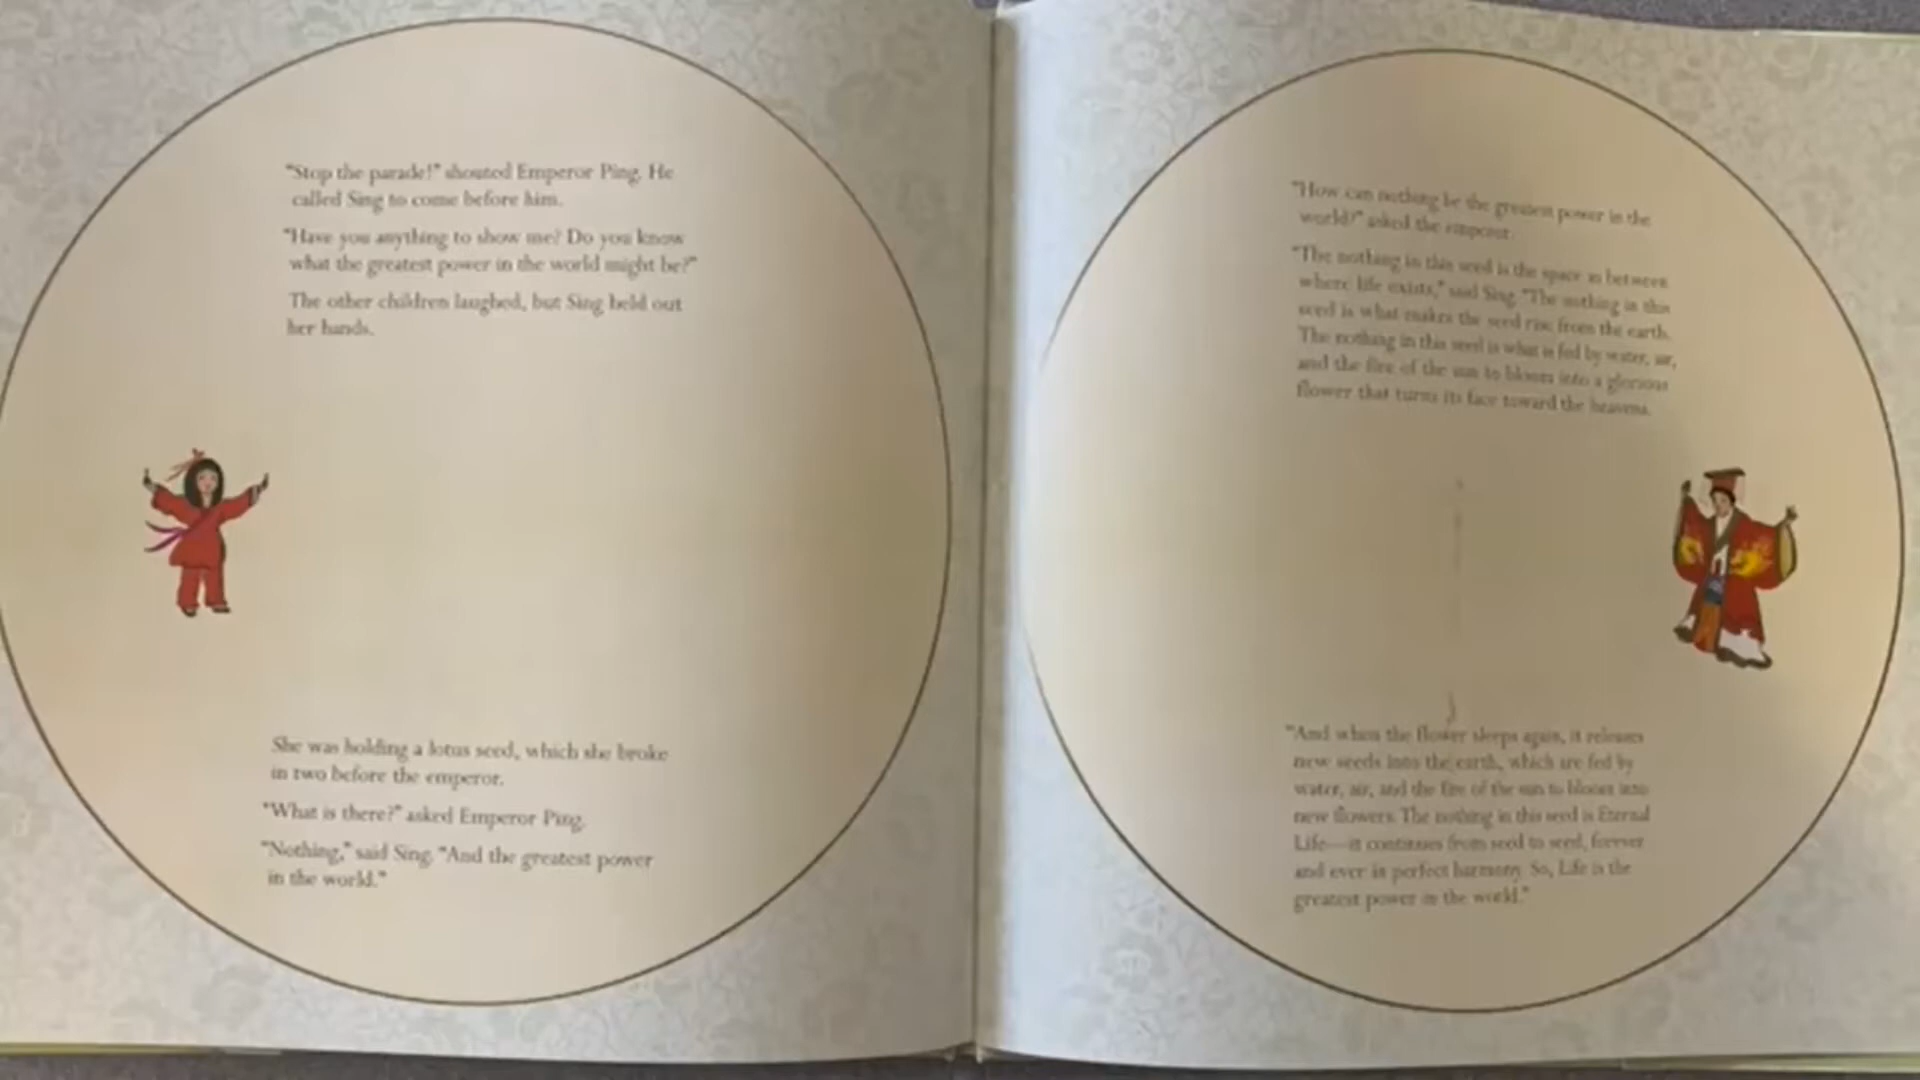 "Stop the parade!" shouted Emperor Ping. He
called Sing to come before him.
"Have you anything to show me? Do you know
what the greatest power in the world might be?"
The other children laughed, but Sing held out
her hands.
She was holding a lotus seed, which she broke
in two before the emperor.
"What is there?" asked Emperor Ping.
"Nothing," said Sing. "And the greatest power
in the world."
"How can nothing be the greatest power in the
world?" asked the emperor.
"The nothing in this seed is the space in between
where life exists," said Sing. "The nothing in this
seed is what makes the seed rise from the earth.
The nothing in this seed is what is fed by water, air,
and the fire of the sun to bloom into a glorious
flower that turns its face toward the heavens.
"And when the flower sleeps again, it releases
new seeds into the earth, which are fed by
water, air, and the fire of the sun to bloom into
new flowers. The nothing in this seed is Eternal
Life—it continues from seed to seed, forever
and ever in perfect harmony. So, Life is the
greatest power in the world."